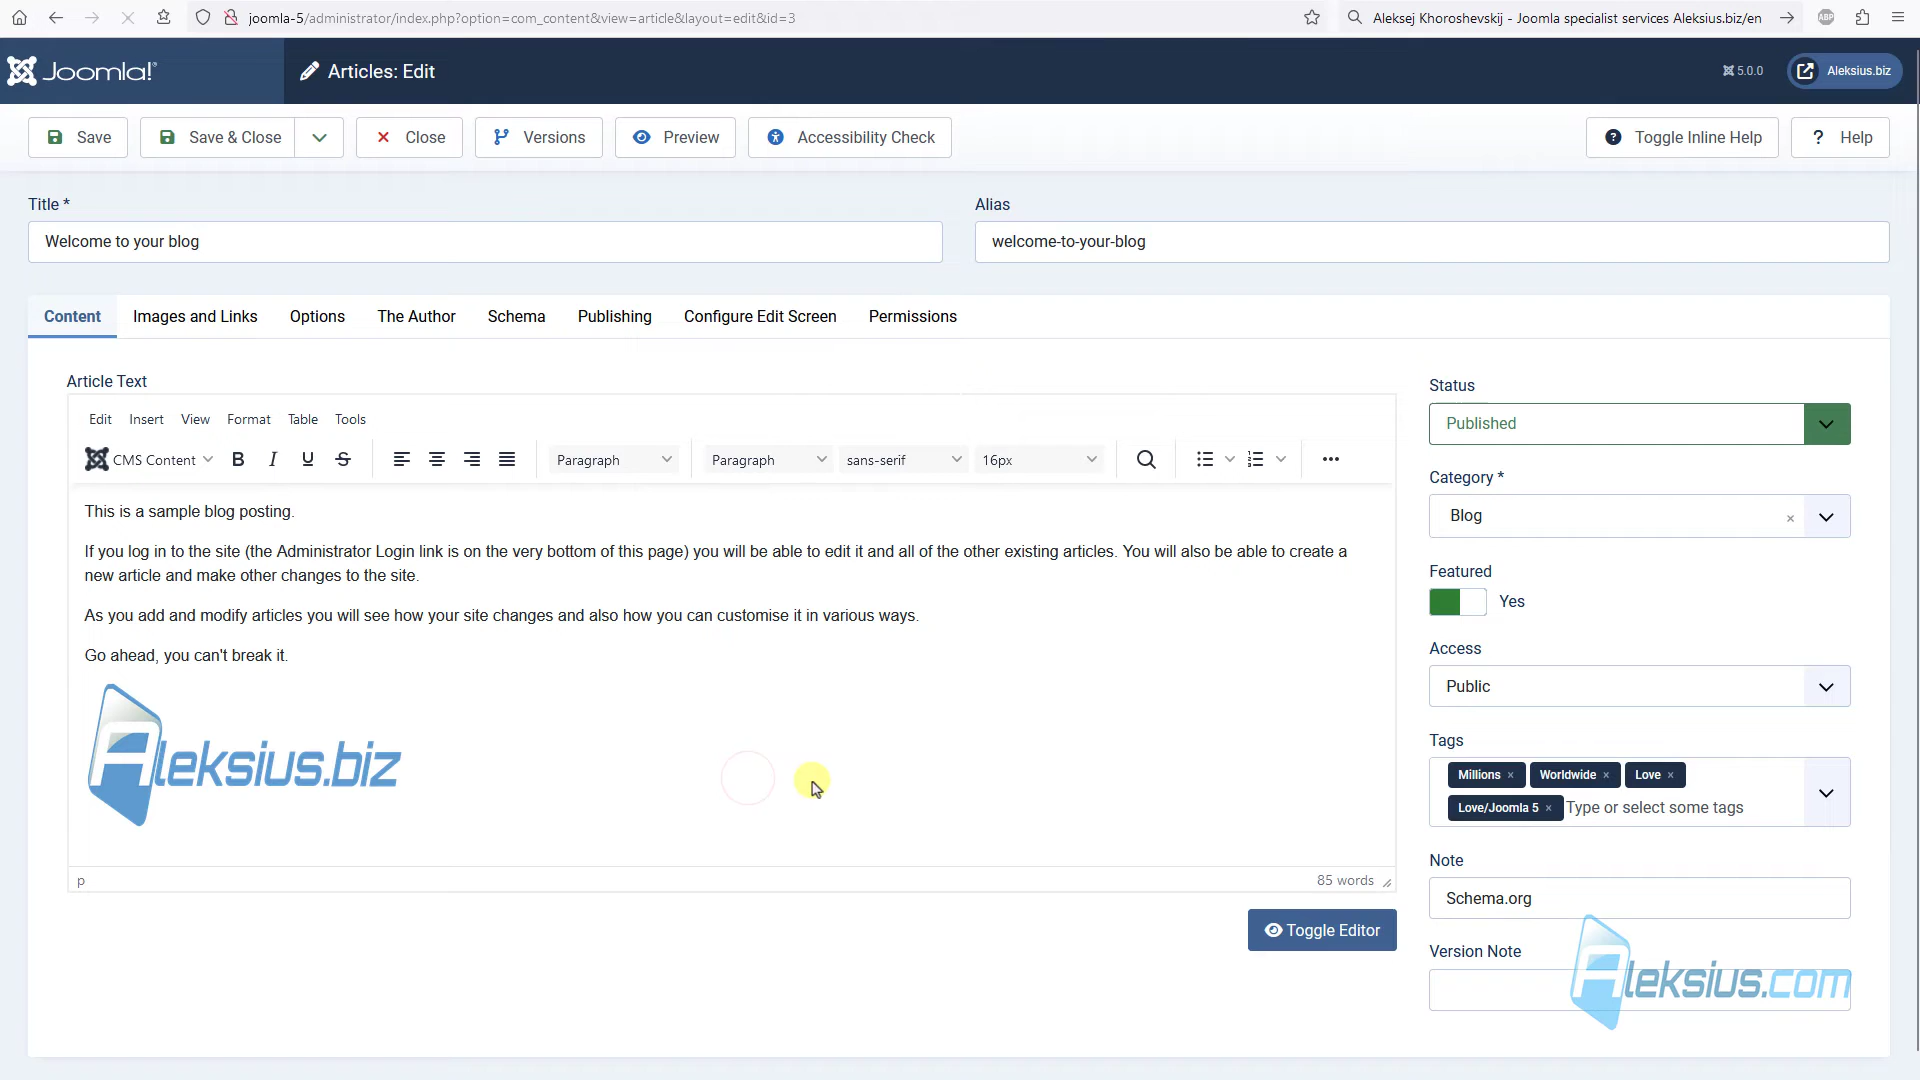 joomla-5/administrator/index.php?option=com_content&view=article&layout=edit&id=3
Aleksej Khoroshevskij - Joomla specialist services Aleksius.biz/en
ABP
Joomla!
Articles: Edit
5.0.0
Aleksius.biz
Save
Save & Close
Close
Versions
Preview
Accessibility Check
Toggle Inline Help
Help
Title *
Alias
Welcome to your blog
welcome-to-your-blog
Content
Images and Links
Options
The Author
Schema
Publishing
Configure Edit Screen
Permissions
Article Text
Edit
Insert
View
Format
Table
Tools
CMS Content
B
I
U
S
Paragraph
Paragraph
sans-serif
16px
This is a sample blog posting.
If you log in to the site (the Administrator Login link is on the very bottom of this page) you will be able to edit it and all of the other existing articles. You will also be able to create a
new article and make other changes to the site.
As you add and modify articles you will see how your site changes and also how you can customise it in various ways.
Go ahead, you can't break it.
Aleksius.biz
p
85 words
Toggle Editor
Status
Published
Category *
Blog
Featured
Yes
Access
Public
Tags
Millions
Worldwide
Love
Love/Joomla 5
Type or select some tags
Note
Schema.org
Version Note
Aleksius.com